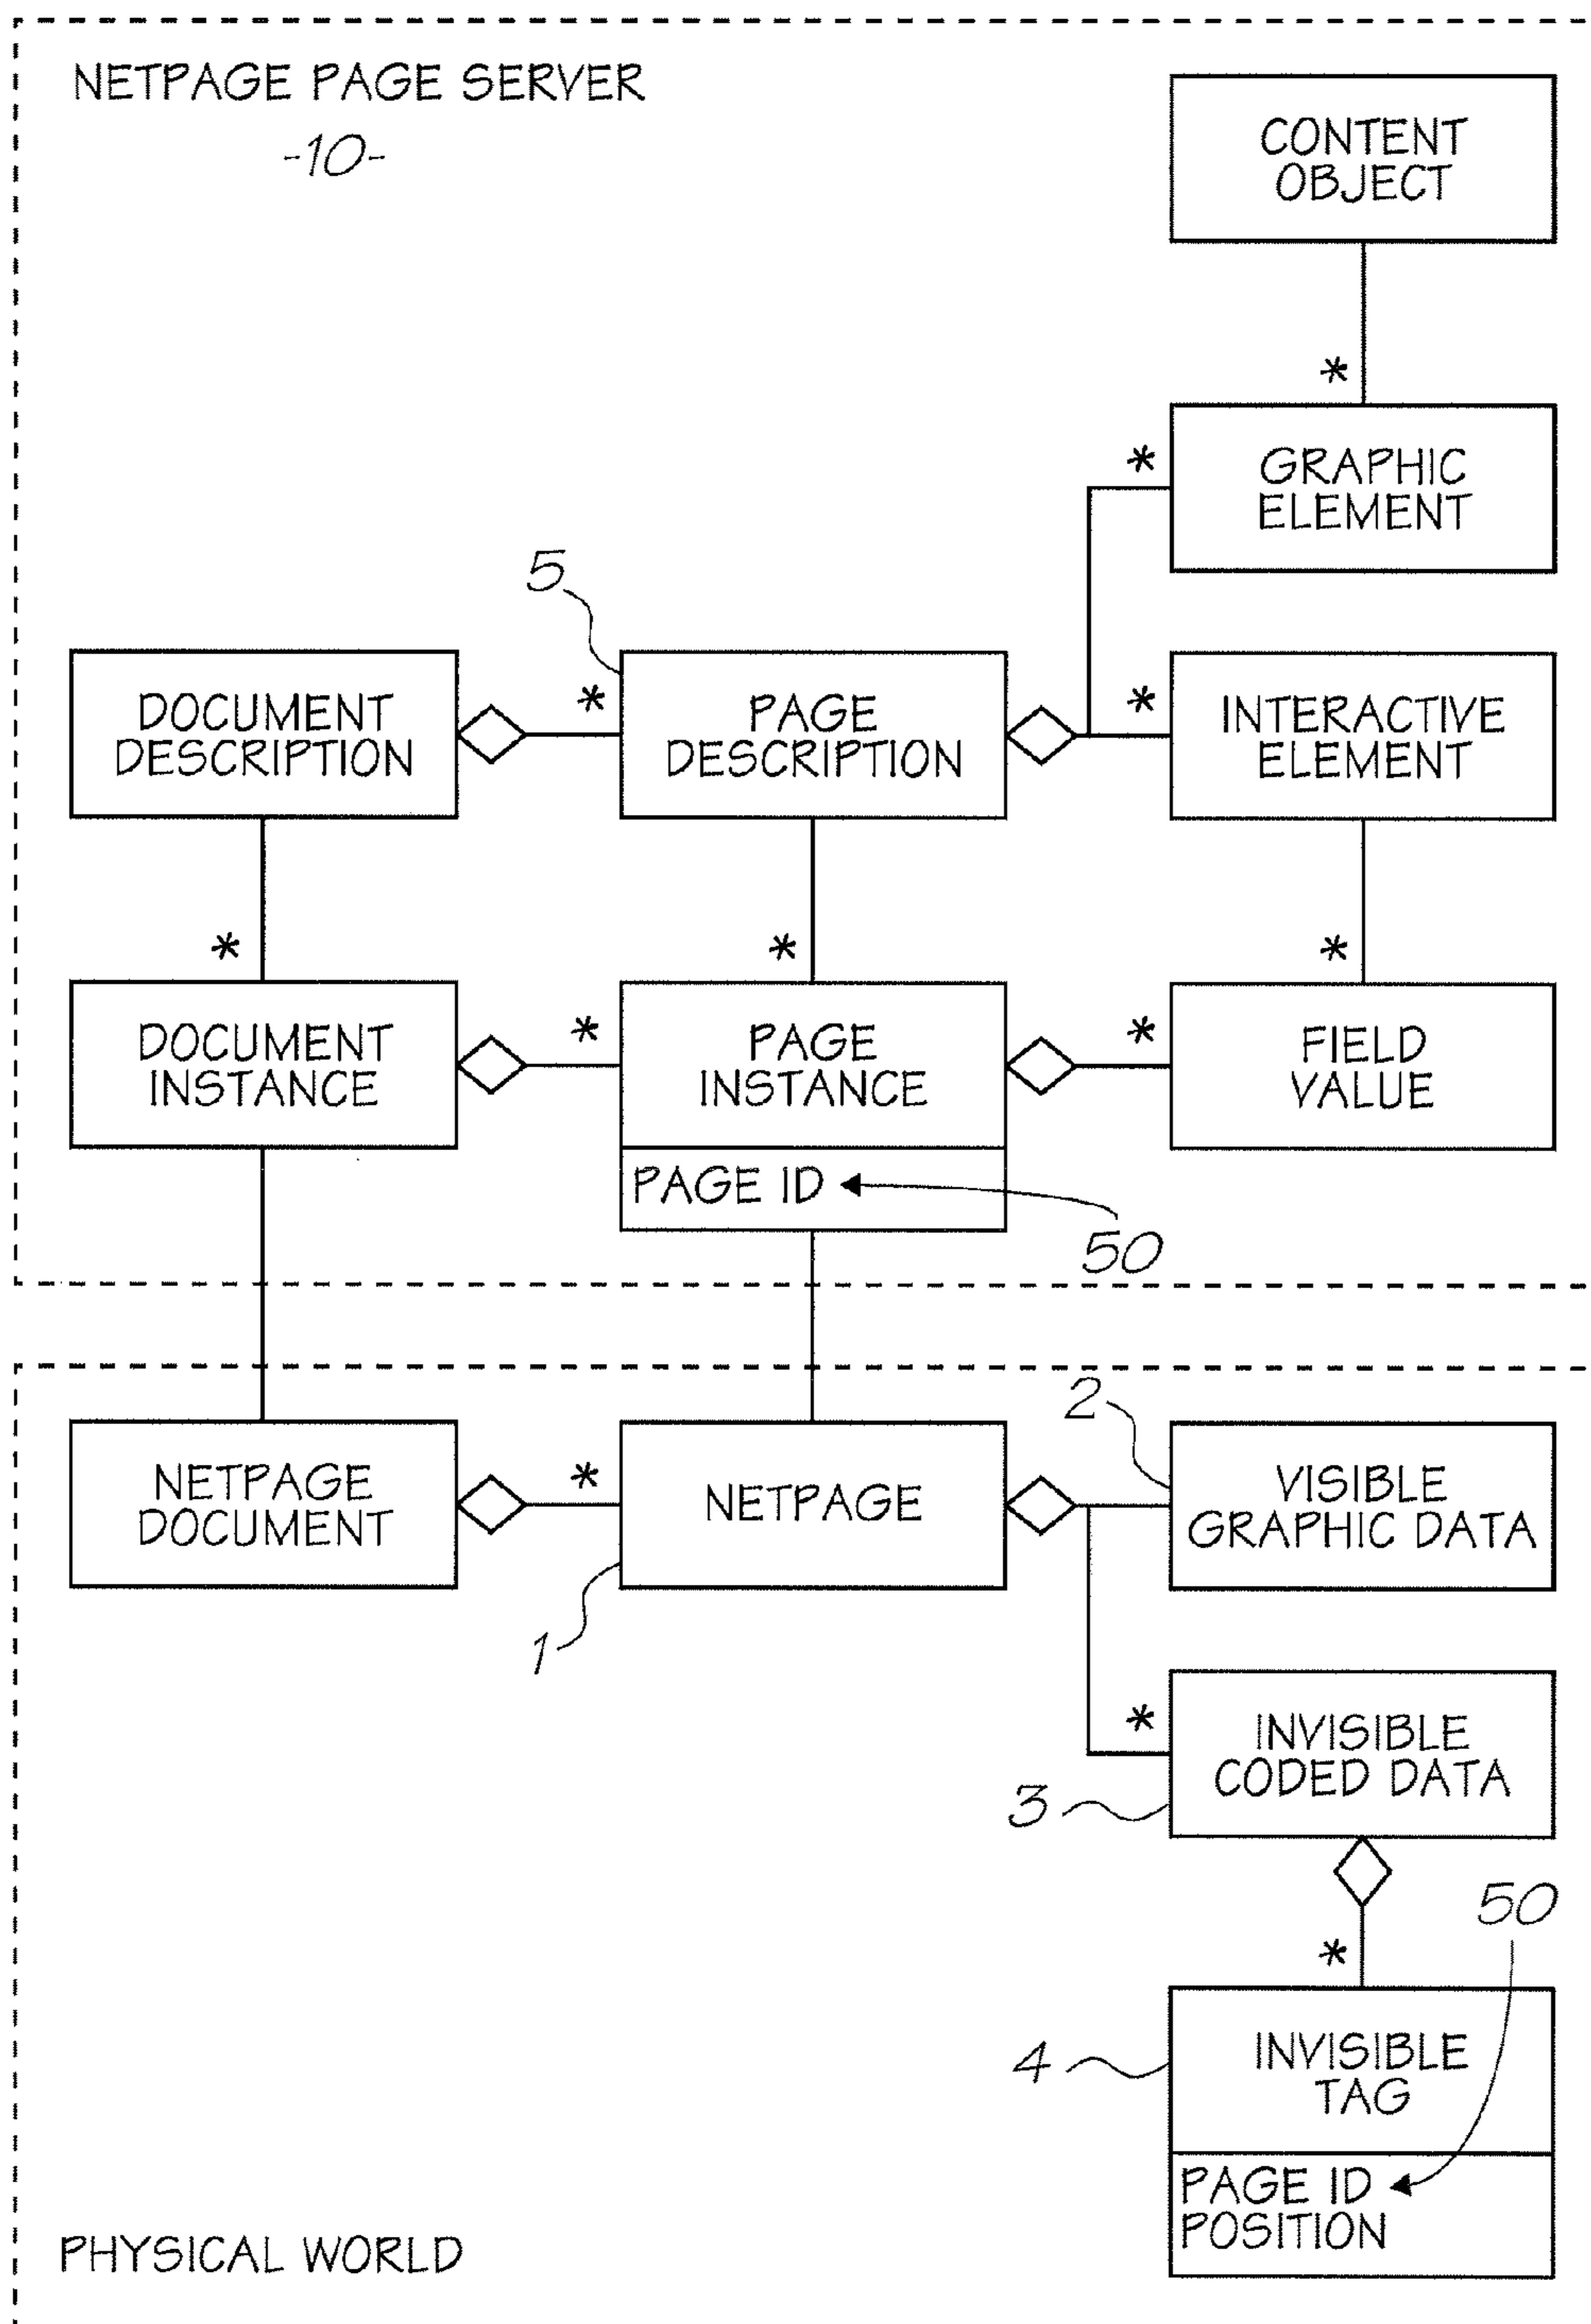 NETPAGE PAGE SERVER
-10-
CONTENT
OBJECT
*
*
GRAPHIC
ELEMENT
5
DOCUMENT
DESCRIPTION
*
PAGE
DESCRIPTION
*
INTERACTIVE
ELEMENT
*
*
*
DOCUMENT
INSTANCE
*
PAGE
INSTANCE
*
FIELD
VALUE
PAGE ID
50
2
NETPAGE
DOCUMENT
*
NETPAGE
VISIBLE
GRAPHIC DATA
1
*
INVISIBLE
CODED DATA
3
50
*
4
INVISIBLE
TAG
PAGE ID
POSITION
PHYSICAL WORLD